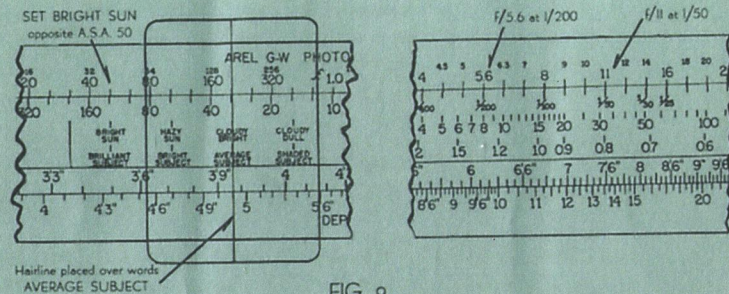 SET BRIGHT SUN
opposite A.S.A. 50
F/5.6 at 1/200
f/11 at 1/50
AREL G-W PHOTO
32 64 128 256
20 40 80 160 320 f 1.0
320 160 80 40 20 10
BRIGHT SUN HAZY SUN CLOUDY BRIGHT CLOUDY DULL
BRILLIANT SUBJECT BRIGHT SUBJECT AVERAGE SUBJECT SHADED SUBJECT
3'3" 3'6" 3'9" 4
4 4'3" 4'6" 4'9" 5 5'6"
DEP
4.5 5 6.3 7 9 10 12 14 18 20
4 5.6 8 11 16
1/200 1/100 1/50 1/30 1/25
4 5 6 7 8 10 15 20 30 50 100
2 1.5 1.2 1.0 0.9 0.8 0.7 0.6
6 6'6" 7 7'6" 8 8'6" 9"
8'6" 9 9'6" 10 11 12 13 14 15 20
Hairline placed over words
AVERAGE SUBJECT
FIG. 9